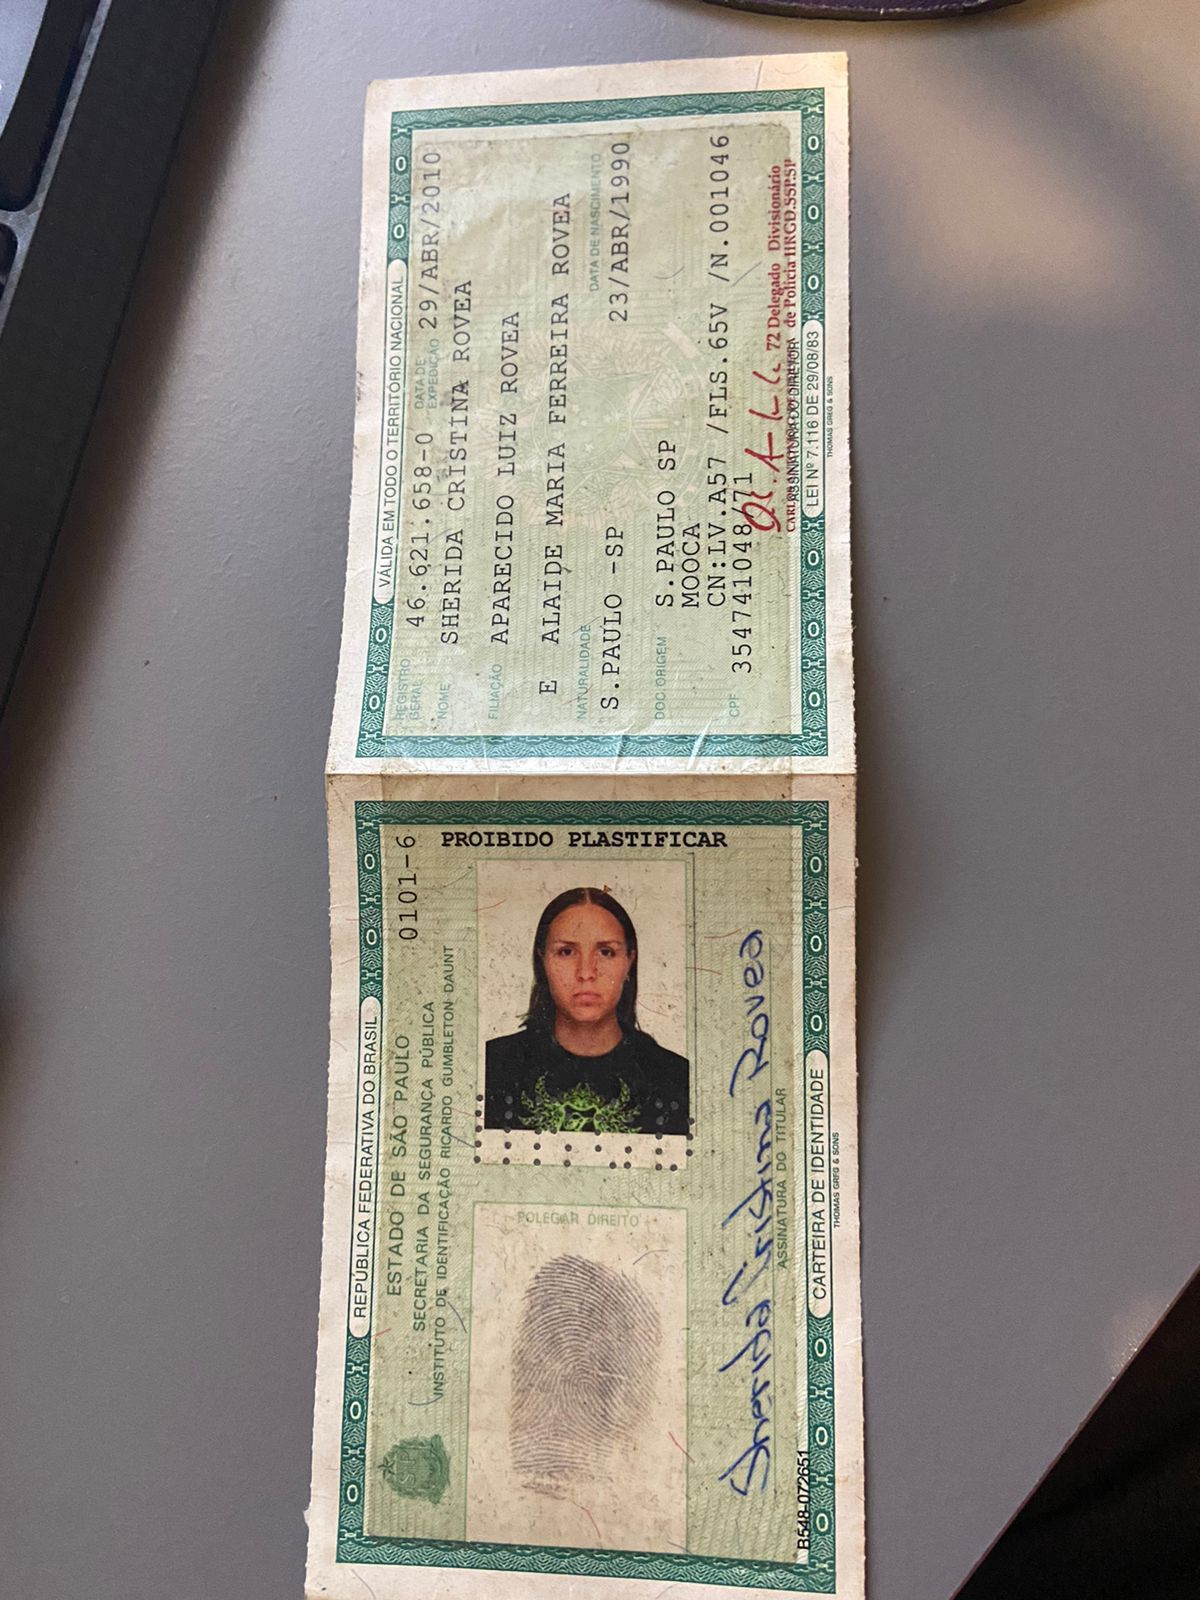 VÁLIDA EM TODO O TERRITÓRIO NACIONAL
REGISTRO GERAL 46.621.658-0 DATA DE EXPEDIÇÃO 29/ABR/2010
NOME SHERIDA CRISTINA ROVEA
FILIAÇÃO APARECIDO LUIZ ROVEA
E ALAIDE MARIA FERREIRA ROVEA
NATURALIDADE S.PAULO -SP DATA DE NASCIMENTO 23/ABR/1990
DOC ORIGEM S.PAULO SP
MOOCA
CN:LV.A57 /FLS.65V /N.001046
CPF 354741048/71
72 Delegado Divisionário
de Polícia IIRGD.SSP.SP
ASSINATURA DO DIRETOR
LEI Nº 7.116 DE 29/08/83
THOMAS GREG & SONS
REPÚBLICA FEDERATIVA DO BRASIL
ESTADO DE SÃO PAULO 0101-6
SECRETARIA DA SEGURANÇA PÚBLICA
INSTITUTO DE IDENTIFICAÇÃO RICARDO GUMBLETON DAUNT
PROIBIDO PLASTIFICAR
POLEGAR DIREITO
Sherida Cristina Rovea
ASSINATURA DO TITULAR
B548-072651
CARTEIRA DE IDENTIDADE
THOMAS GREG & SONS